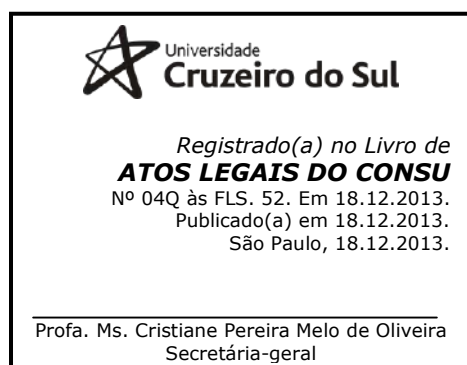 Universidade
Cruzeiro do Sul
Registrado(a) no Livro de
ATOS LEGAIS DO CONSU
Nº 04Q às FLS. 52. Em 18.12.2013.
Publicado(a) em 18.12.2013.
São Paulo, 18.12.2013.
Profa. Ms. Cristiane Pereira Melo de Oliveira
Secretária-geral